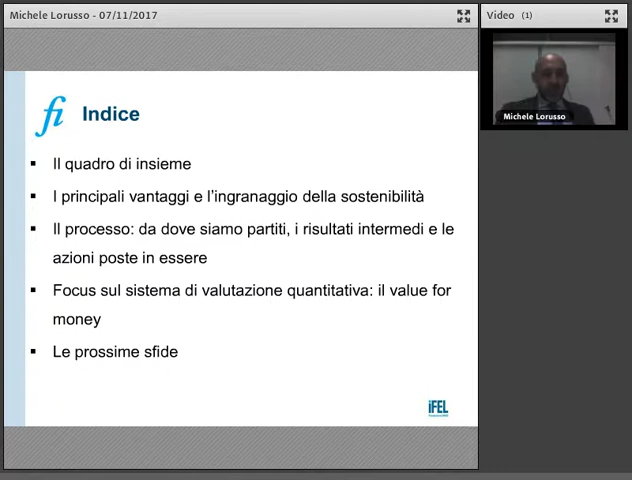 Michele Lorusso - 07/11/2017
Video (1)
Michele Lorusso
fi Indice
Il quadro di insieme
I principali vantaggi e l'ingranaggio della sostenibilità
Il processo: da dove siamo partiti, i risultati intermedi e le
azioni poste in essere
Focus sul sistema di valutazione quantitativa: il value for
money
Le prossime sfide
iFEL